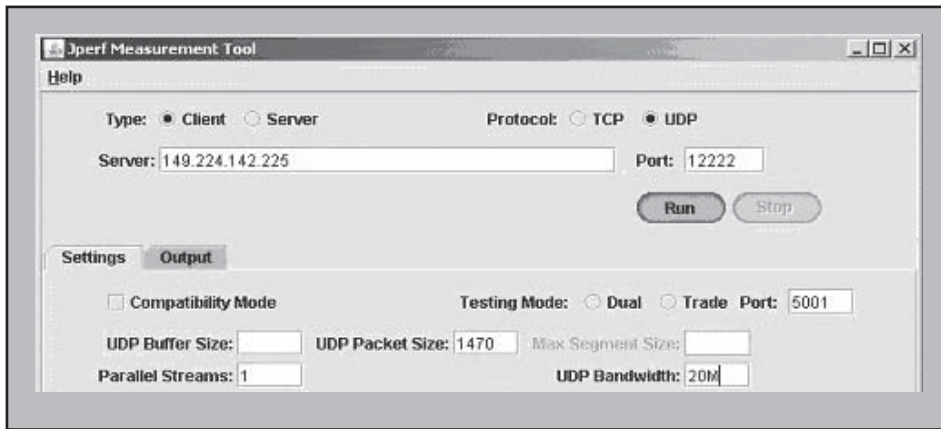 Jperf Measurement Tool
Help
Type: Client Server Protocol: TCP UDP
Server: 149.224.142.225 Port: 12222
Run Stop
Settings Output
Compatibility Mode Testing Mode: Dual Trade Port: 5001
UDP Buffer Size: UDP Packet Size: 1470 Max Segment Size:
Parallel Streams: 1 UDP Bandwidth: 20M